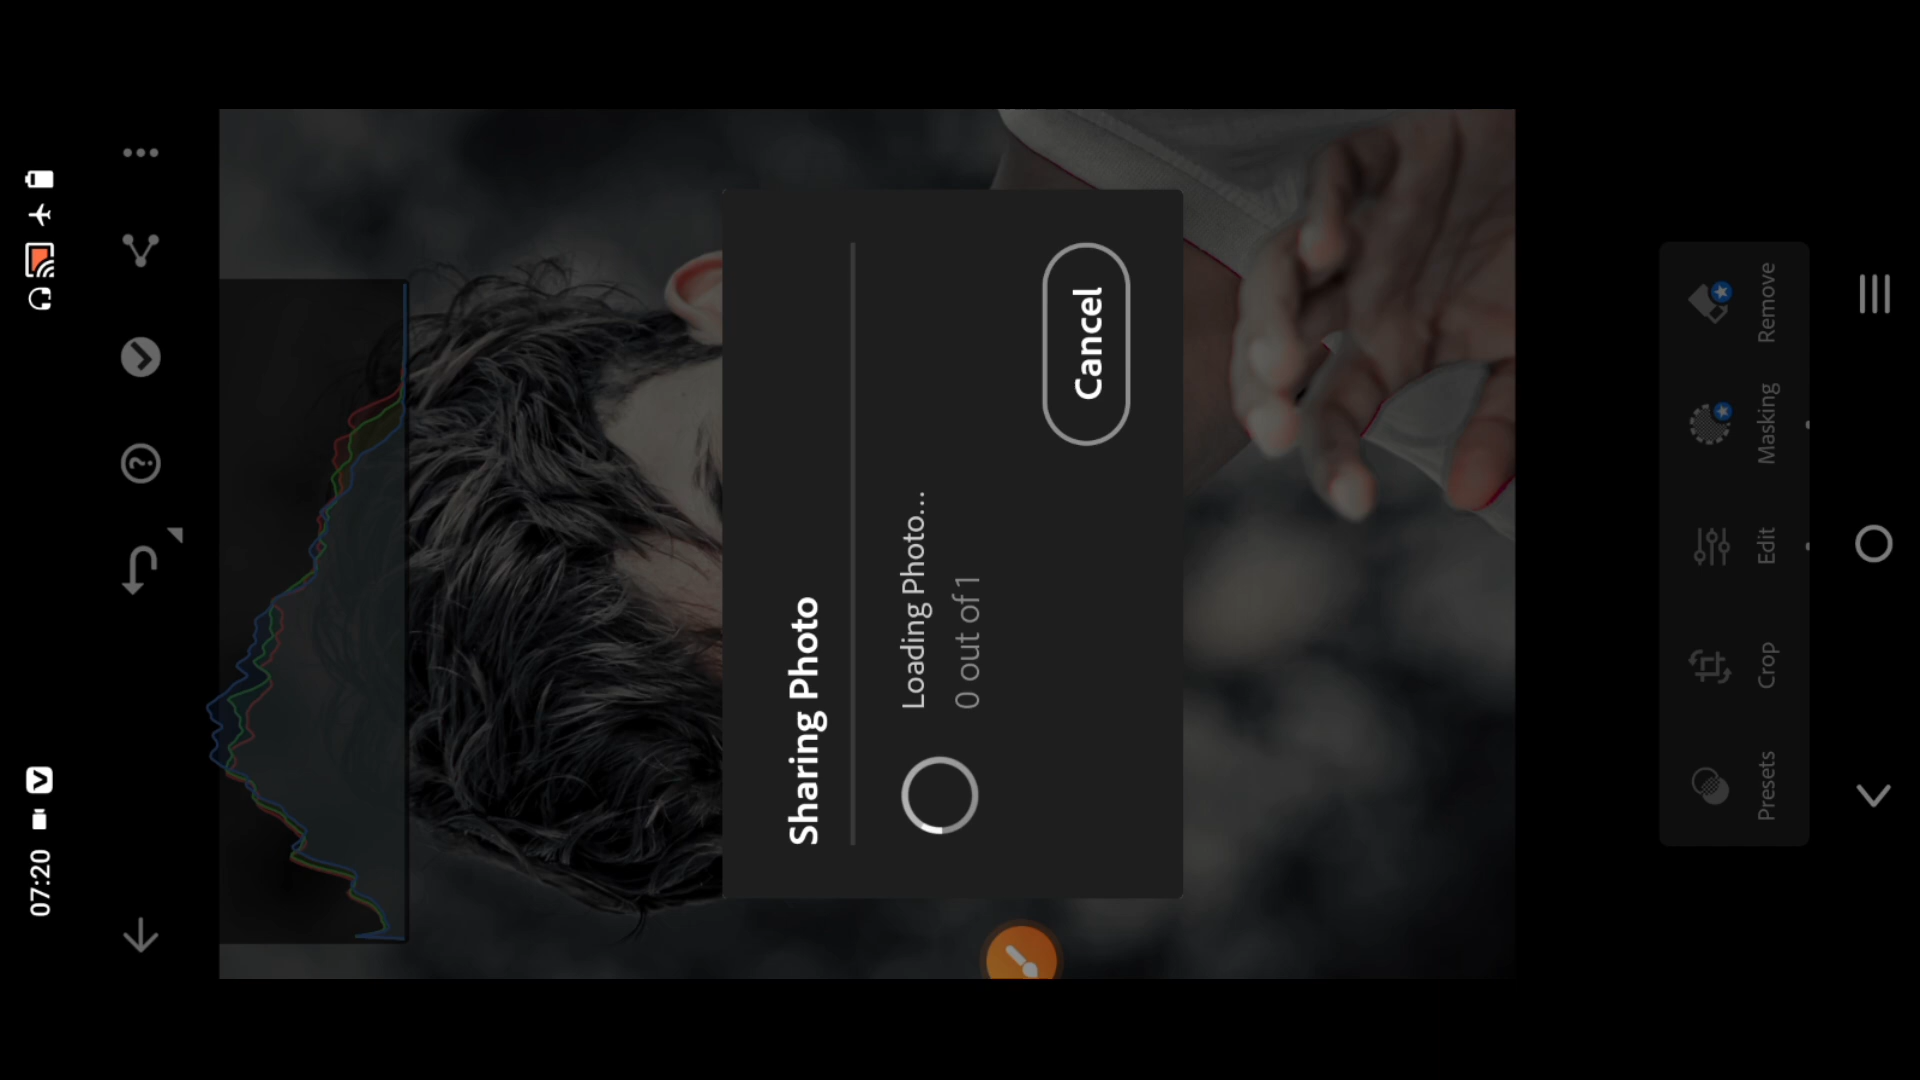 07:20
Sharing Photo
Loading Photo...
0 out of 1
Cancel
Presets
Crop
Edit
Masking
Remove